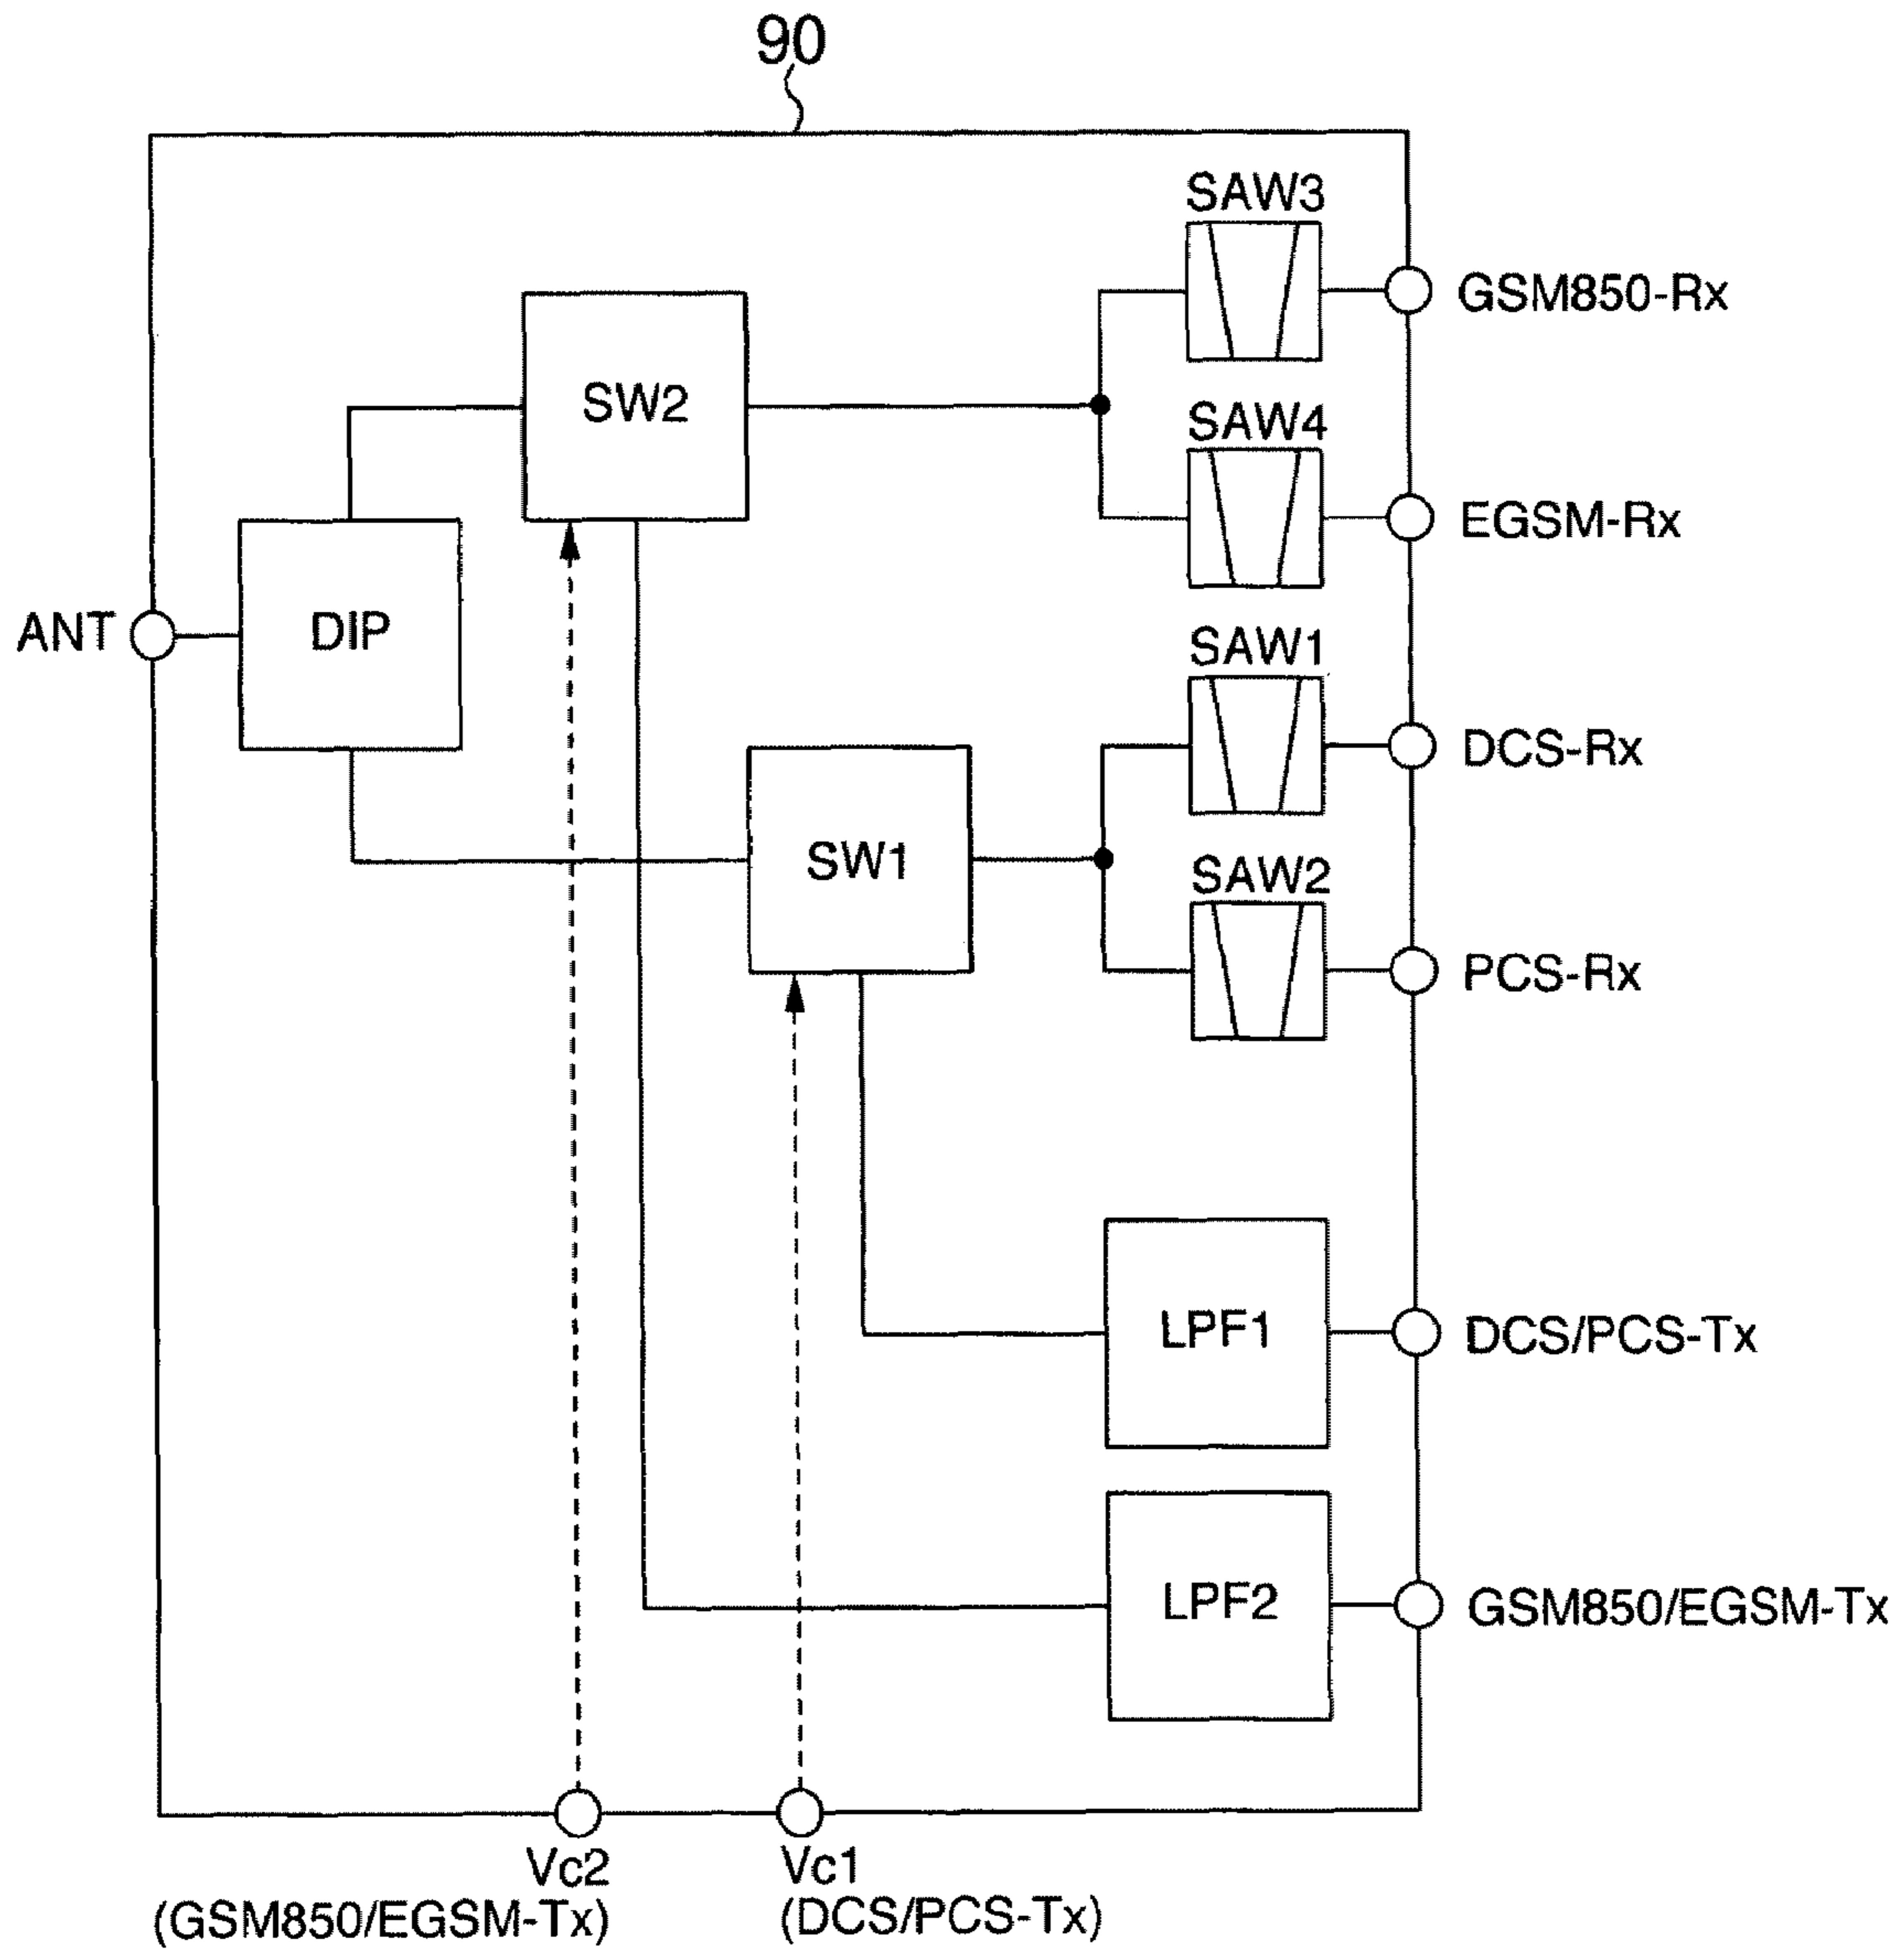 90
SAW3
GSM850-Rx
SW2
SAW4
EGSM-Rx
ANT
DIP
SAW1
DCS-Rx
SW1
SAW2
PCS-Rx
LPF1
DCS/PCS-Tx
LPF2
GSM850/EGSM-Tx
Vc2
(GSM850/EGSM-Tx)
Vc1
(DCS/PCS-Tx)